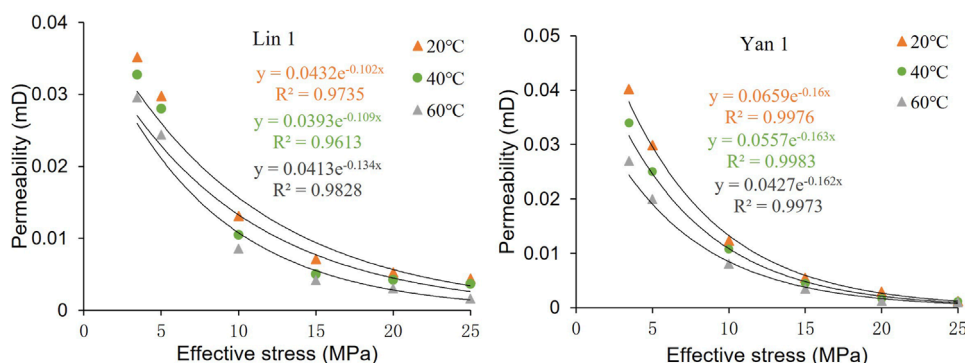 Lin 1
20℃
40℃
60℃
y = 0.0432e^-0.102x
R² = 0.9735
y = 0.0393e^-0.109x
R² = 0.9613
y = 0.0413e^-0.134x
R² = 0.9828
0.04
0.03
0.02
0.01
0
Permeability (mD)
0 5 10 15 20 25
Effective stress (MPa)
Yan 1
20℃
40℃
60℃
y = 0.0659e^-0.16x
R² = 0.9976
y = 0.0557e^-0.163x
R² = 0.9983
y = 0.0427e^-0.162x
R² = 0.9973
0.05
0.04
0.03
0.02
0.01
0.00
Permeability (mD)
0 5 10 15 20 25
Effective stress (MPa)